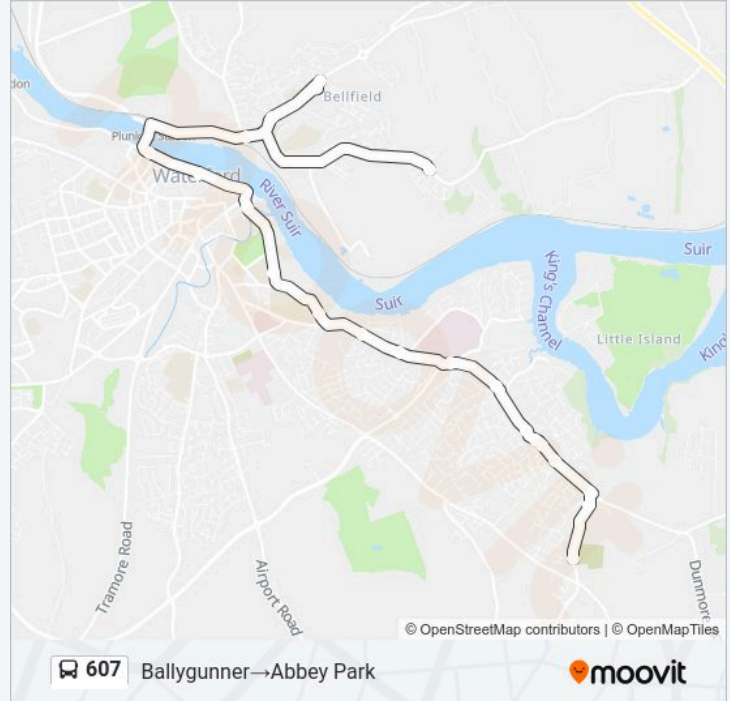 Bellfield
Waterford
River Suir
Suir
Suir
King's Channel
Little Island
Tramore Road
Airport Road
© OpenStreetMap contributors | © OpenMapTiles
607 Ballygunner→Abbey Park
moovit